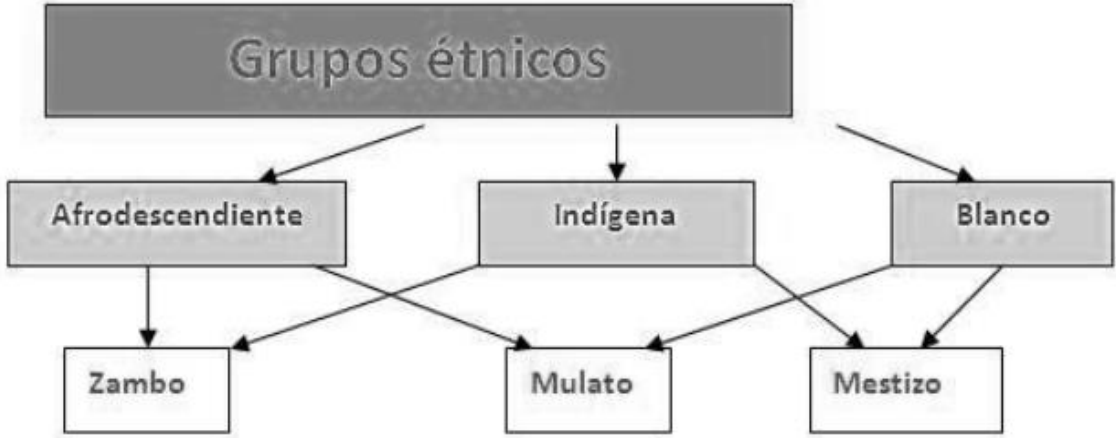 Grupos étnicos
Afrodescendiente
Indígena
Blanco
Zambo
Mulato
Mestizo